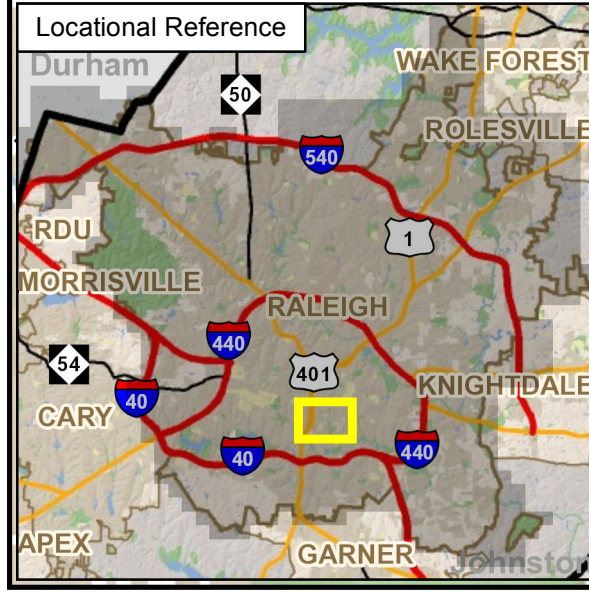 Locational Reference
Durham
WAKE FOREST
50
ROLESVILLE
540
RDU
1
MORRISVILLE
RALEIGH
440
54
401
KNIGHTDALE
40
CARY
40
440
APEX
GARNER
Johnston